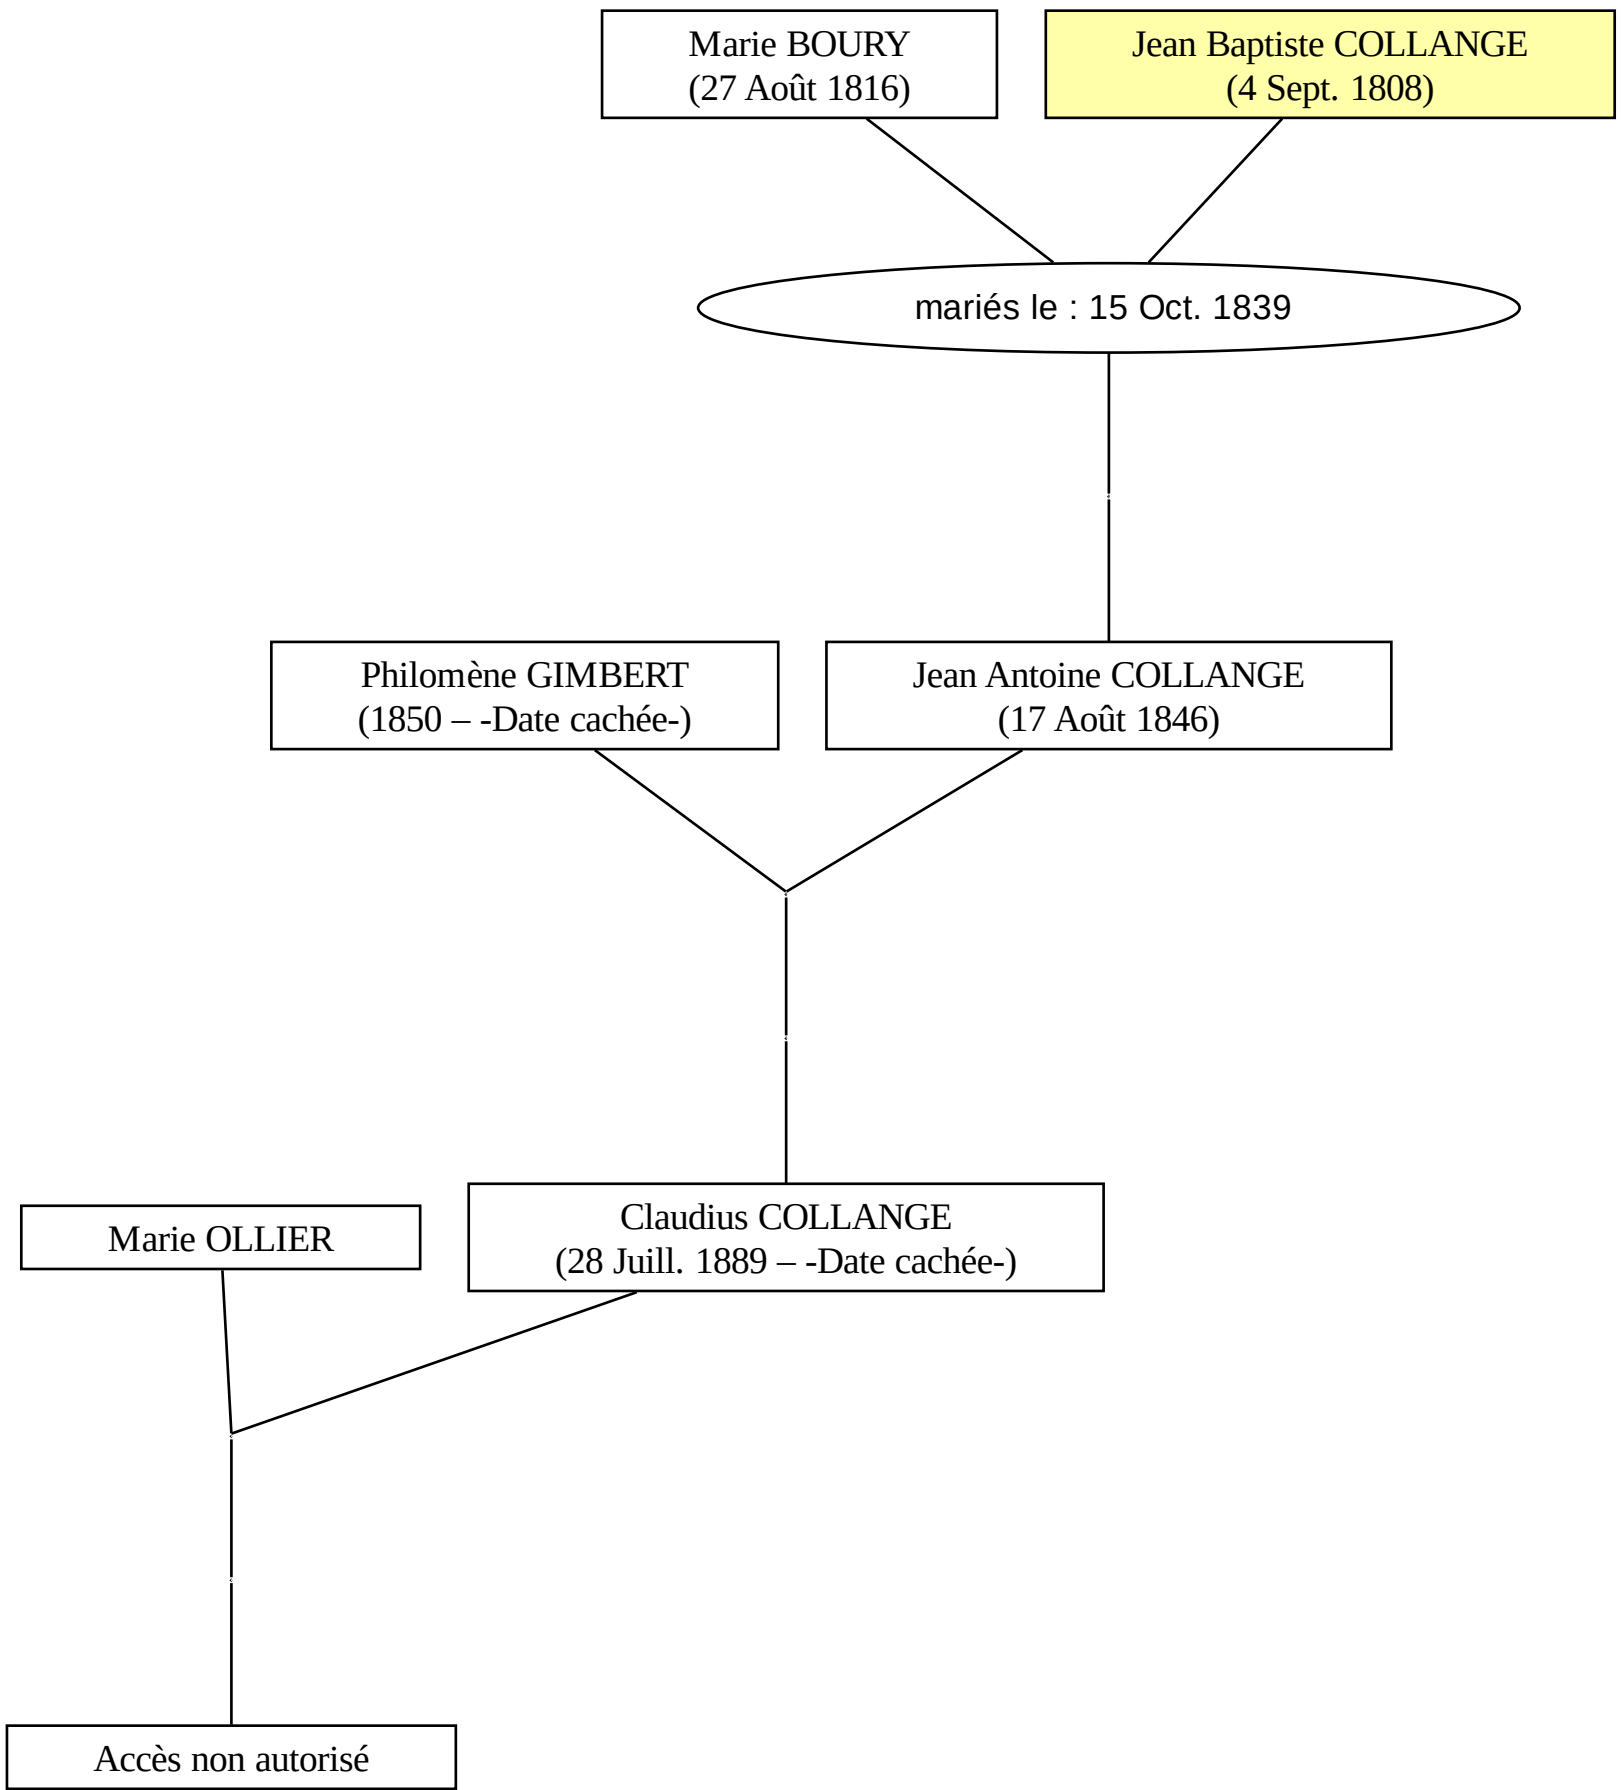 Marie BOURY
(27 Août 1816)
Jean Baptiste COLLANGE
(4 Sept. 1808)
mariés le : 15 Oct. 1839
Philomène GIMBERT
(1850 – -Date cachée-)
Jean Antoine COLLANGE
(17 Août 1846)
Marie OLLIER
Claudius COLLANGE
(28 Juill. 1889 – -Date cachée-)
Accès non autorisé